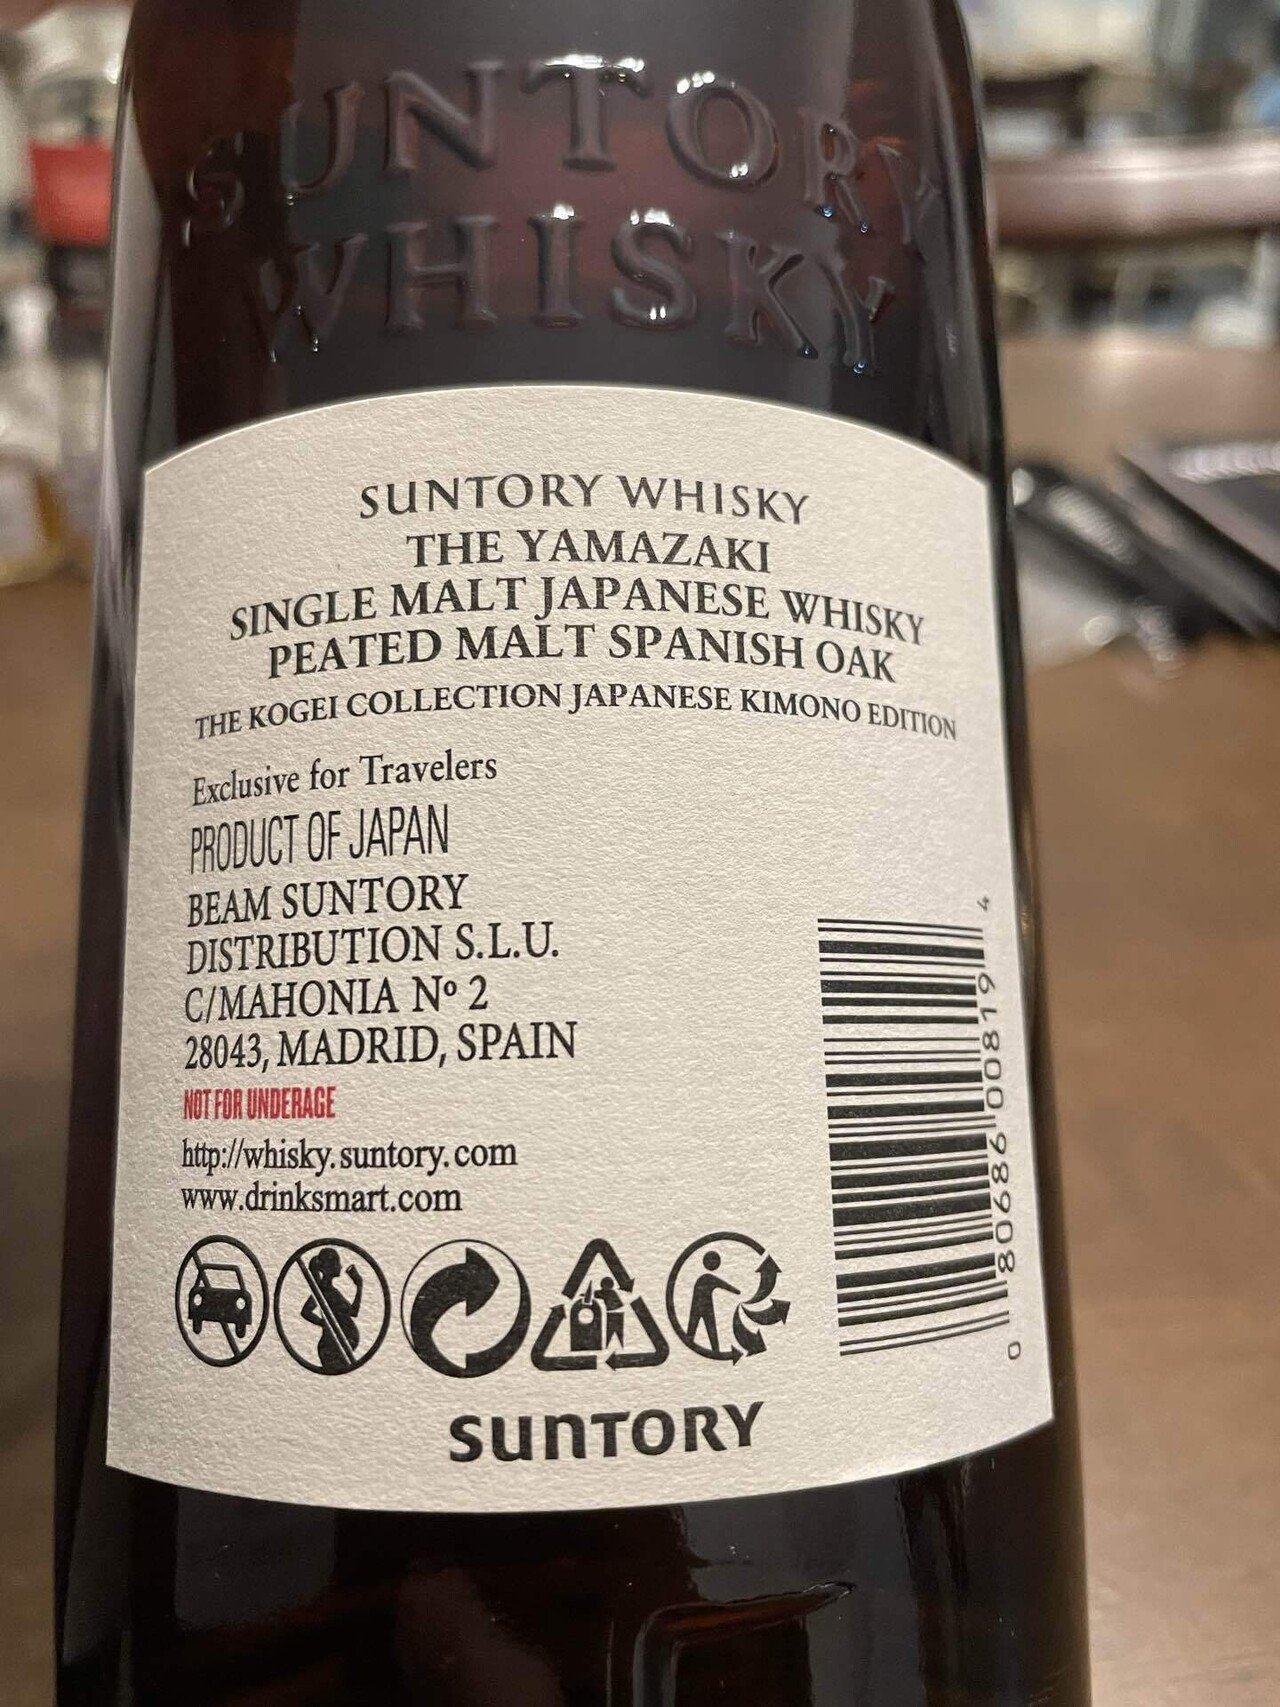 SUNTORY
WHISKY
SUNTORY WHISKY
THE YAMAZAKI
SINGLE MALT JAPANESE WHISKY
PEATED MALT SPANISH OAK
THE KOGEI COLLECTION JAPANESE KIMONO EDITION
Exclusive for Travelers
PRODUCT OF JAPAN
BEAM SUNTORY
DISTRIBUTION S.L.U.
C/MAHONIA Nº 2
28043, MADRID, SPAIN
NOT FOR UNDERAGE
http://whisky.suntory.com
www.drinksmart.com
0 80686 00819 4
SUNTORY